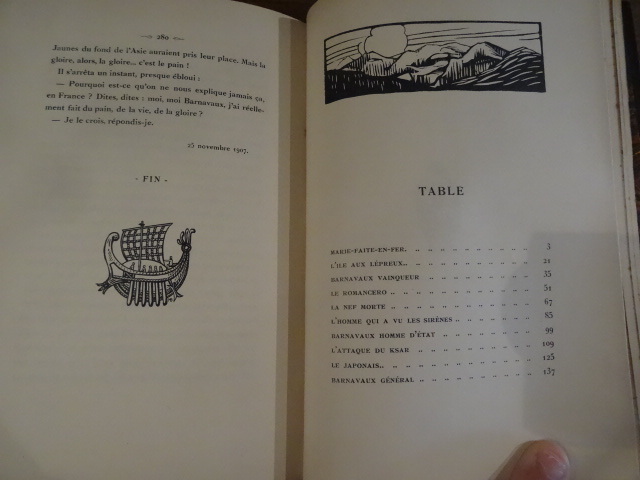 280
Jaunes du fond de l'Asie auraient pris leur place. Mais la
gloire, alors, la gloire... c'est le pain !
Il s'arrêta un instant, presque ébloui :
— Pourquoi est-ce qu'on ne nous explique jamais ça,
en France ? Dites, dites : moi, moi Barnavaux, j'ai réelle-
ment fait du pain, de la vie, de la gloire ?
— Je le crois, répondis-je.
25 novembre 1907.
- FIN -
TABLE
MARIE-FAITE-EN-FER. .. .. .. .. .. .. .. .. .. 3
L'ILE AUX LÉPREUX.. .. .. .. .. .. .. .. .. .. 21
BARNAVAUX VAINQUEUR .. .. .. .. .. .. .. .. 35
LE ROMANCERO .. .. .. .. .. .. .. .. .. .. .. 51
LA NEF MORTE .. .. .. .. .. .. .. .. .. .. .. 67
L'HOMME QUI A VU LES SIRÈNES .. .. .. .. .. .. 85
BARNAVAUX HOMME D'ÉTAT .. .. .. .. .. .. .. 99
L'ATTAQUE DU KSAR .. .. .. .. .. .. .. .. .. 109
LE JAPONAIS.. .. .. .. .. .. .. .. .. .. .. 125
BARNAVAUX GÉNÉRAL .. .. .. .. .. .. .. .. .. 137